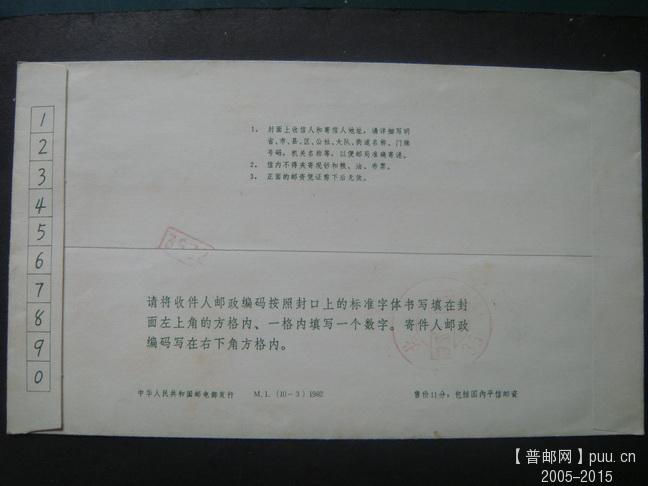 1
2
3
4
5
6
7
8
9
0
1. 封面上收信人和寄信人地址，请详细写明
省、市、县、区、公社、大队、街道名称、门牌
号码，机关名称等，以便邮局准确寄递。
2. 信内不得夹寄现钞和粮、油、布票。
3. 正面的邮资凭证剪下后无效。
请将收件人邮政编码按照封口上的标准字体书写填在封
面左上角的方格内、一格内填写一个数字。寄件人邮政
编码写在右下角方格内。
中华人民共和国邮电部发行 M.I. (10-3) 1982 售价11分，包括国内平信邮资
【普邮网】puu.cn
2005-2015